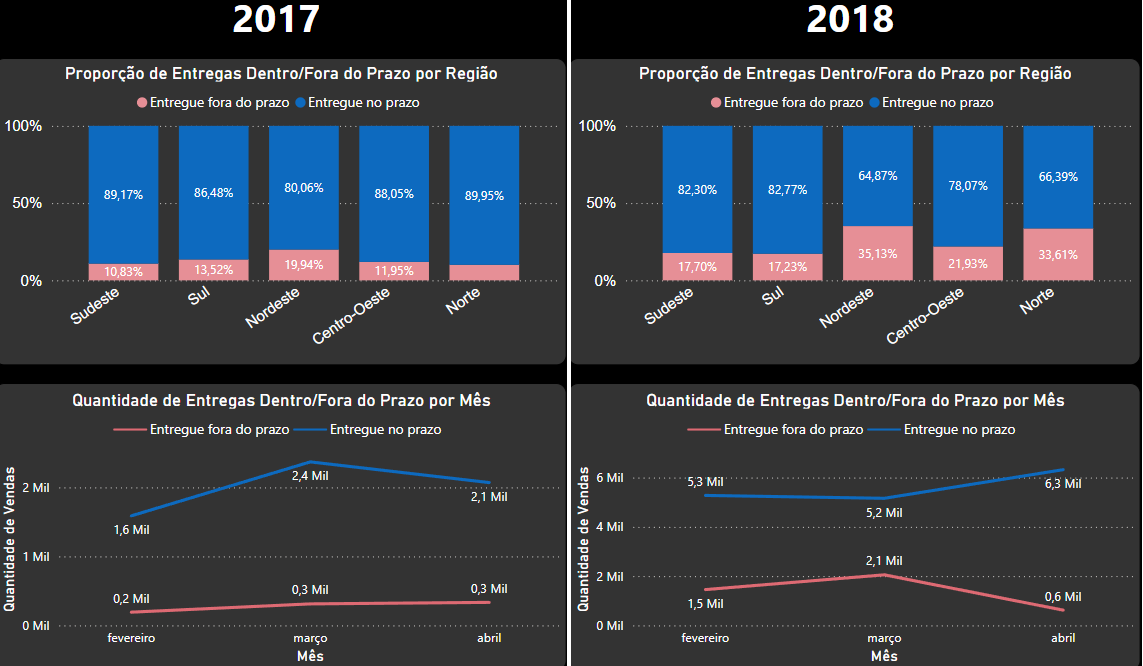 2017
Proporção de Entregas Dentro/Fora do Prazo por Região
Entregue fora do prazo Entregue no prazo
100%
50%
0%
89,17%
86,48%
80,06%
88,05%
89,95%
10,83%
13,52%
19,94%
11,95%
Sudeste
Sul
Nordeste
Centro-Oeste
Norte
Quantidade de Entregas Dentro/Fora do Prazo por Mês
Entregue fora do prazo Entregue no prazo
Quantidade de Vendas
2 Mil
1 Mil
0 Mil
1,6 Mil
2,4 Mil
2,1 Mil
0,2 Mil
0,3 Mil
0,3 Mil
fevereiro
março
abril
Mês
2018
Proporção de Entregas Dentro/Fora do Prazo por Região
Entregue fora do prazo Entregue no prazo
100%
50%
0%
82,30%
82,77%
64,87%
78,07%
66,39%
17,70%
17,23%
35,13%
21,93%
33,61%
Sudeste
Sul
Nordeste
Centro-Oeste
Norte
Quantidade de Entregas Dentro/Fora do Prazo por Mês
Entregue fora do prazo Entregue no prazo
Quantidade de Vendas
6 Mil
4 Mil
2 Mil
0 Mil
5,3 Mil
5,2 Mil
6,3 Mil
1,5 Mil
2,1 Mil
0,6 Mil
fevereiro
março
abril
Mês